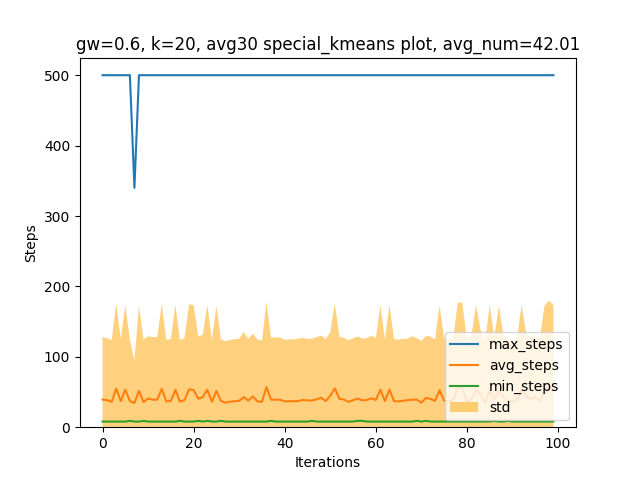 gw=0.6, k=20, avg30 special_kmeans plot, avg_num=42.01
500
400
300
200
100
0
Steps
max_steps
avg_steps
min_steps
std
0 20 40 60 80 100
Iterations